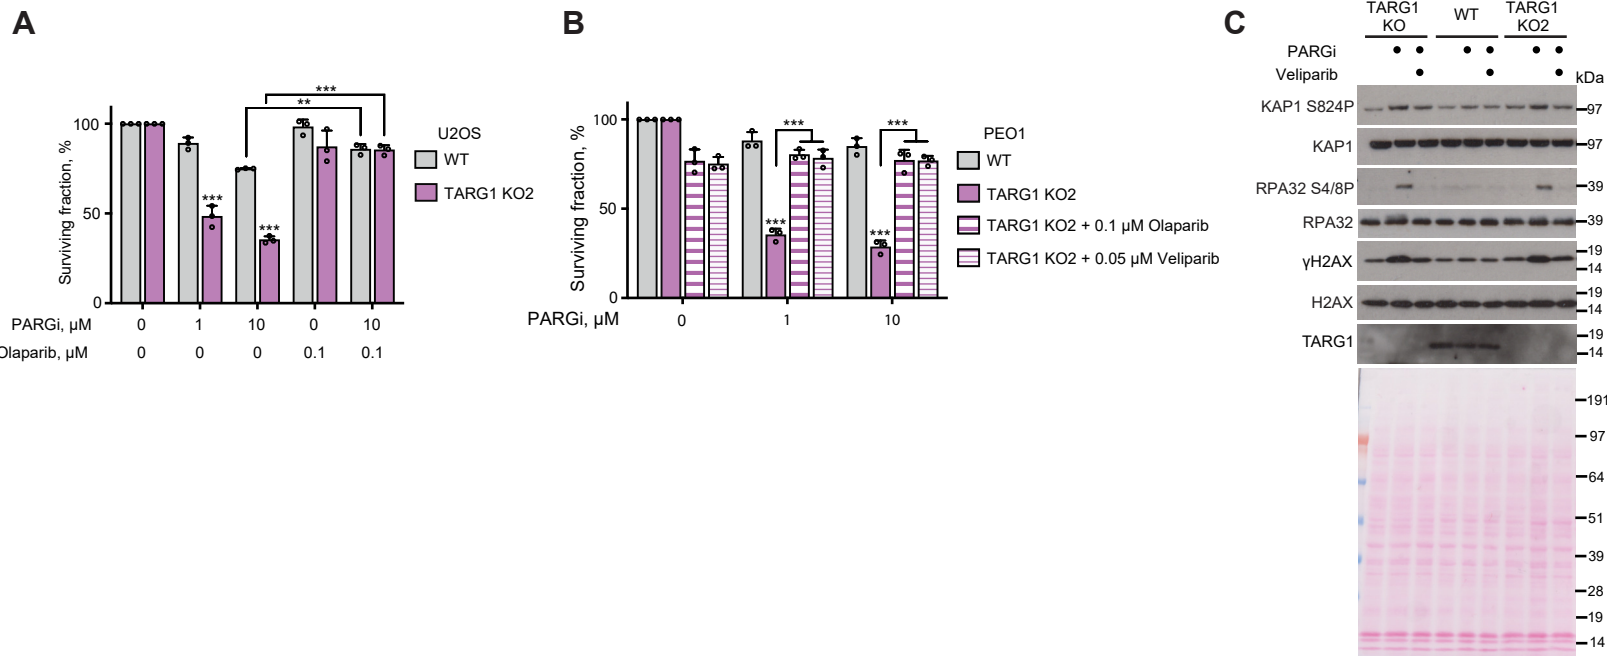 A
***
**
100
50
0
Surviving fraction, %
U2OS
WT
TARG1 KO2
***
***
PARGi, µM 0 1 10 0 10
Olaparib, µM 0 0 0 0.1 0.1
B
100
50
0
Surviving fraction, %
***
***
***
***
PEO1
WT
TARG1 KO2
TARG1 KO2 + 0.1 µM Olaparib
TARG1 KO2 + 0.05 µM Veliparib
PARGi, µM 0 1 10
C
TARG1
KO
WT
TARG1
KO2
PARGi
Veliparib
kDa
KAP1 S824P
97
KAP1
97
RPA32 S4/8P
39
RPA32
39
γH2AX
19
14
H2AX
19
14
TARG1
19
14
191
97
64
51
39
28
19
14